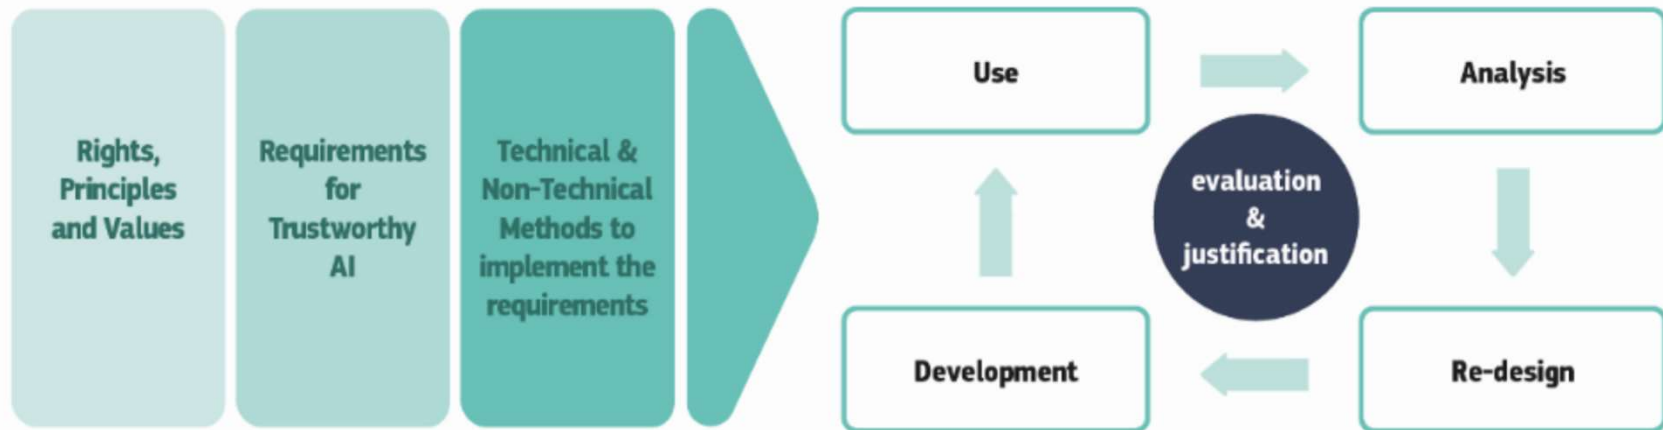 Rights,
Principles
and Values
Requirements
for
Trustworthy
AI
Technical &
Non-Technical
Methods to
implement the
requirements
Use
Analysis
evaluation
&
justification
Development
Re-design